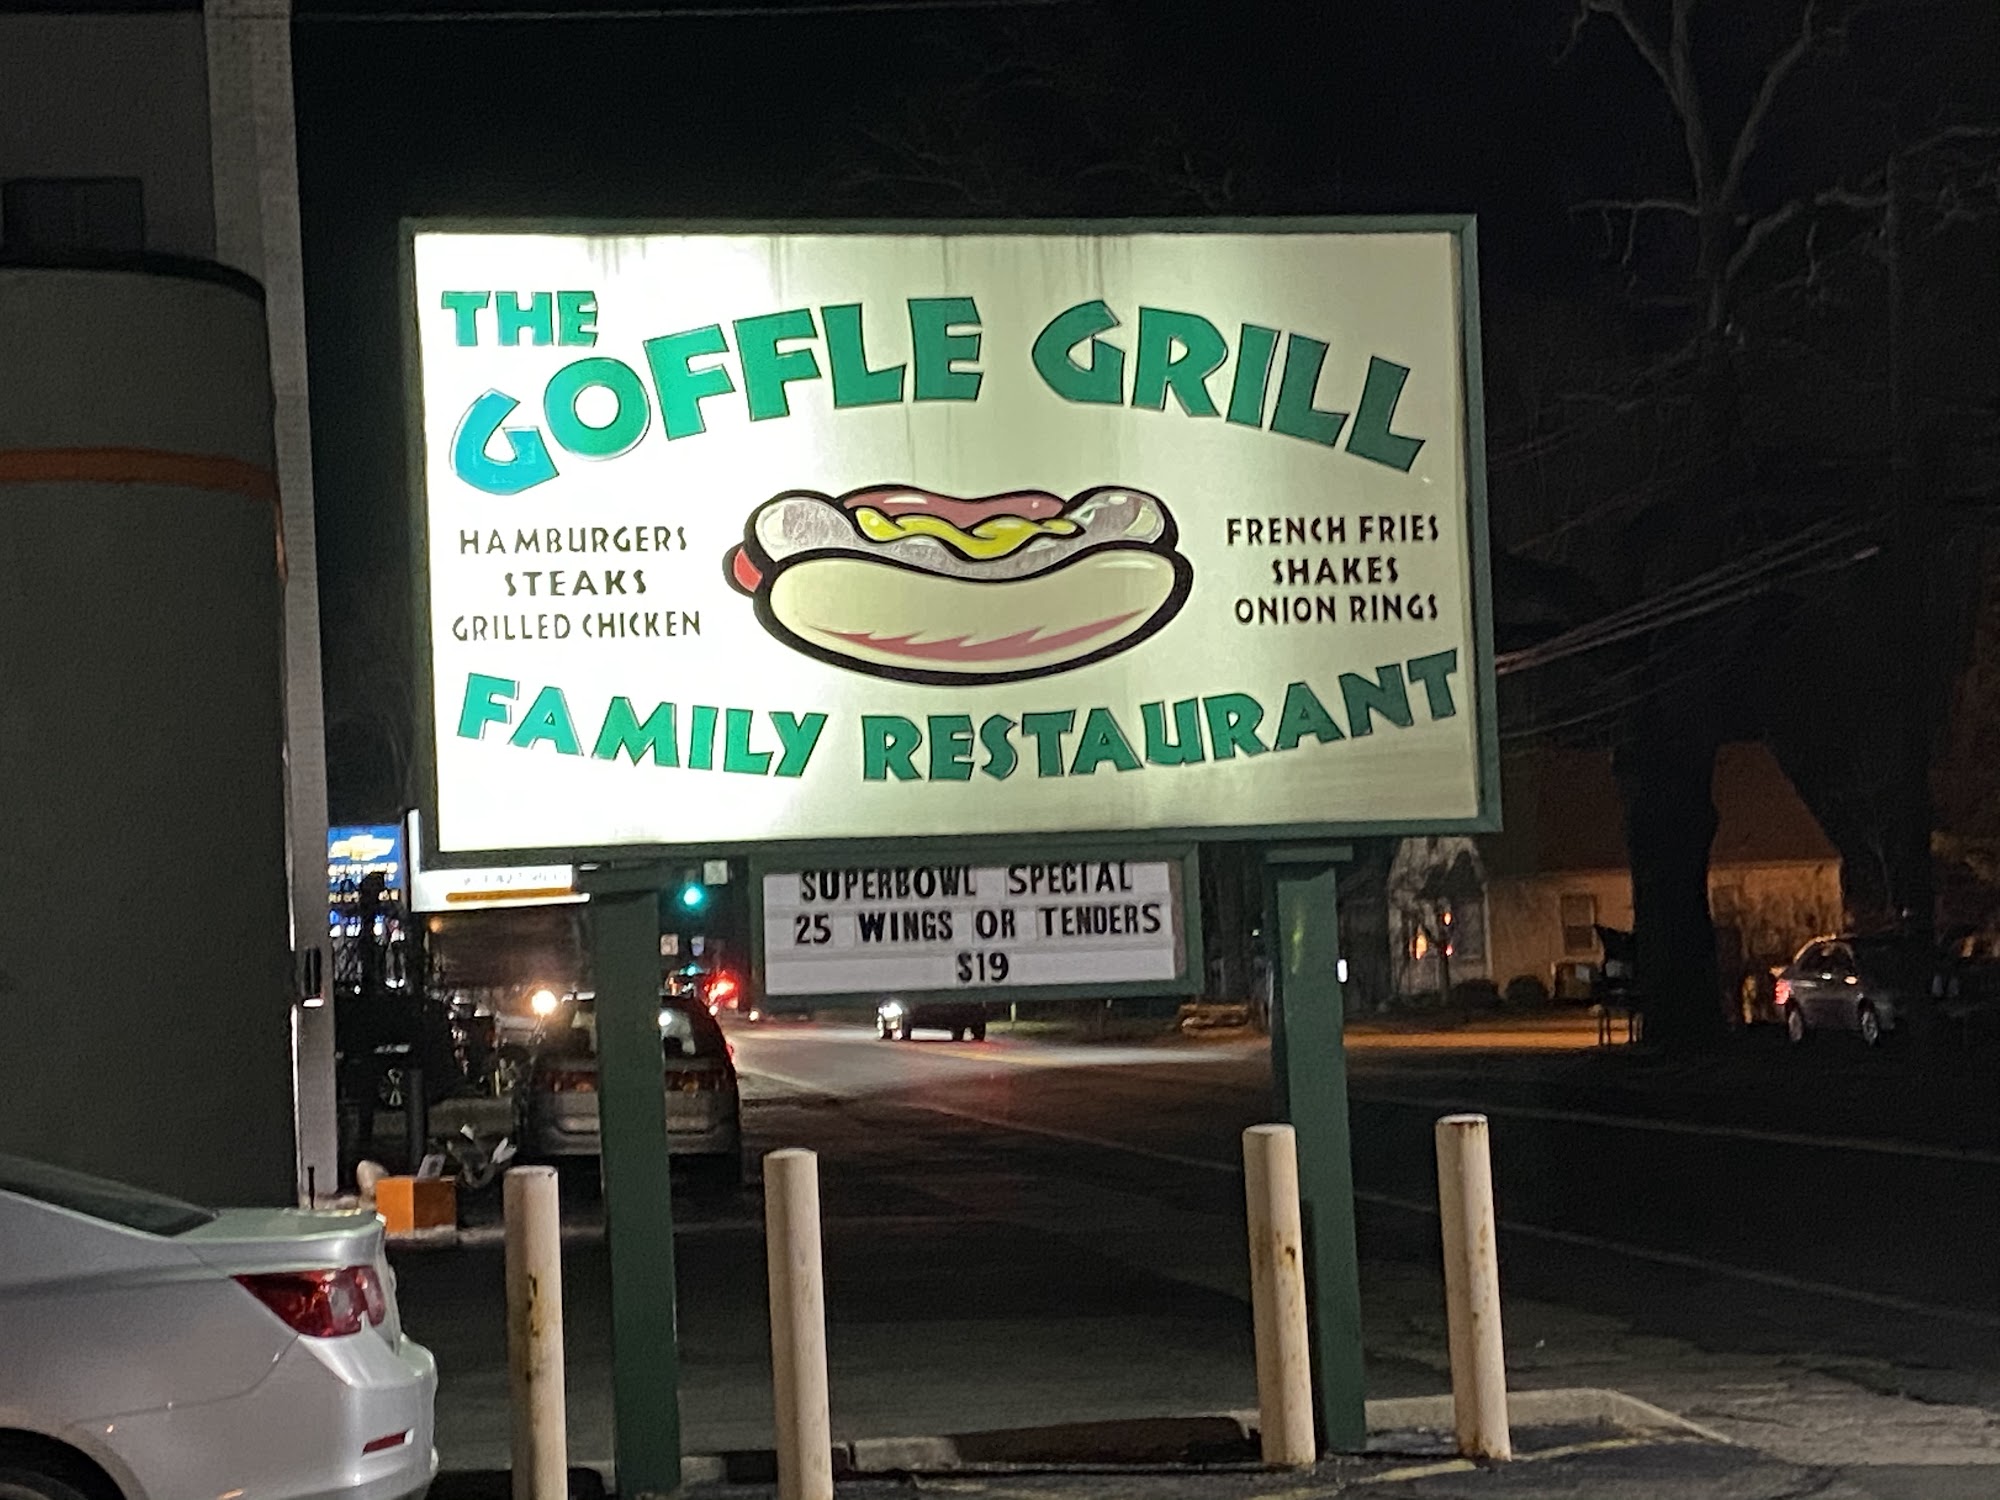 THE
GOFFLE GRILL
HAMBURGERS
STEAKS
GRILLED CHICKEN
FRENCH FRIES
SHAKES
ONION RINGS
FAMILY RESTAURANT
SUPERBOWL SPECIAL
25 WINGS OR TENDERS
$19